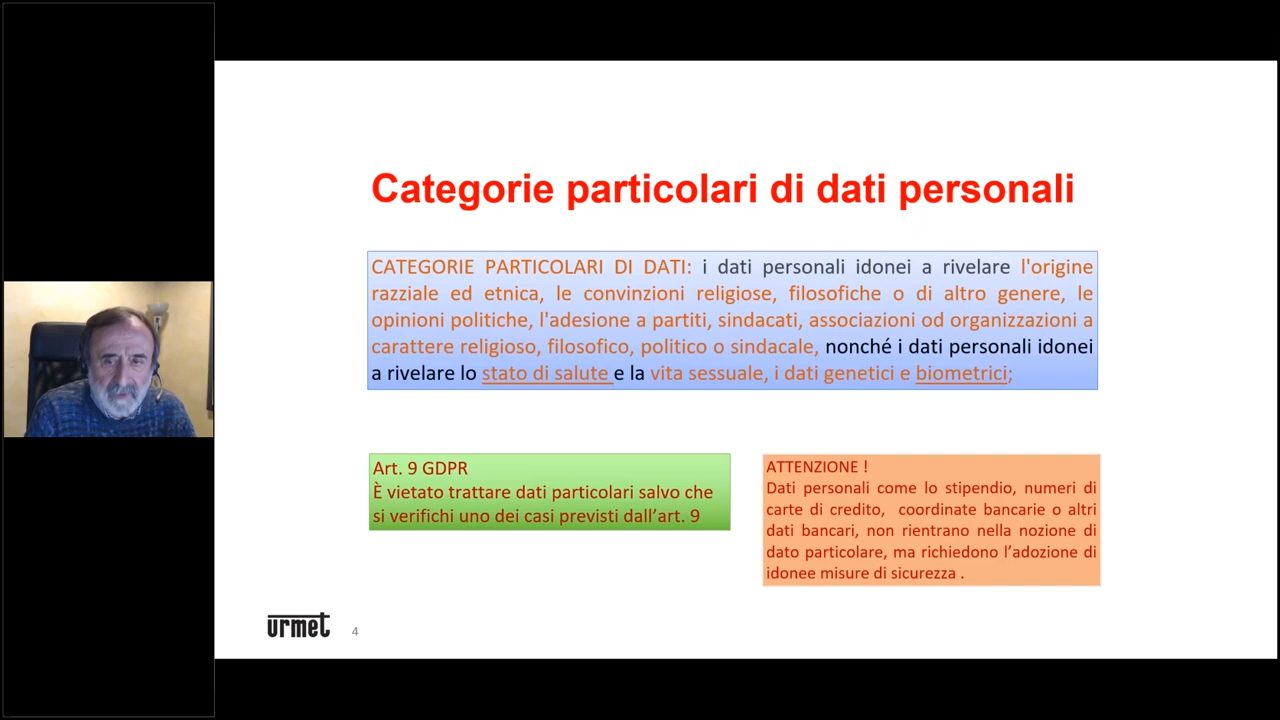 Categorie particolari di dati personali
CATEGORIE PARTICOLARI DI DATI: i dati personali idonei a rivelare l'origine
razziale ed etnica, le convinzioni religiose, filosofiche o di altro genere, le
opinioni politiche, l'adesione a partiti, sindacati, associazioni od organizzazioni a
carattere religioso, filosofico, politico o sindacale, nonché i dati personali idonei
a rivelare lo stato di salute e la vita sessuale, i dati genetici e biometrici;
Art. 9 GDPR
È vietato trattare dati particolari salvo che
si verifichi uno dei casi previsti dall’art. 9
ATTENZIONE !
Dati personali come lo stipendio, numeri di
carte di credito, coordinate bancarie o altri
dati bancari, non rientrano nella nozione di
dato particolare, ma richiedono l’adozione di
idonee misure di sicurezza .
urmet
4